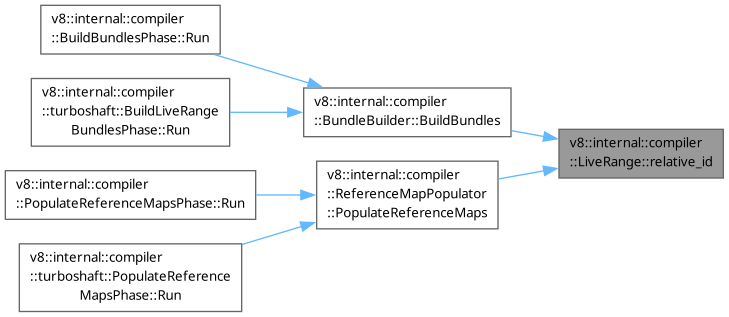 v8::internal::compiler
::BuildBundlesPhase::Run
v8::internal::compiler
::turboshaft::BuildLiveRange
BundlesPhase::Run
v8::internal::compiler
::BundleBuilder::BuildBundles
v8::internal::compiler
::LiveRange::relative_id
v8::internal::compiler
::PopulateReferenceMapsPhase::Run
v8::internal::compiler
::ReferenceMapPopulator
::PopulateReferenceMaps
v8::internal::compiler
::turboshaft::PopulateReference
MapsPhase::Run